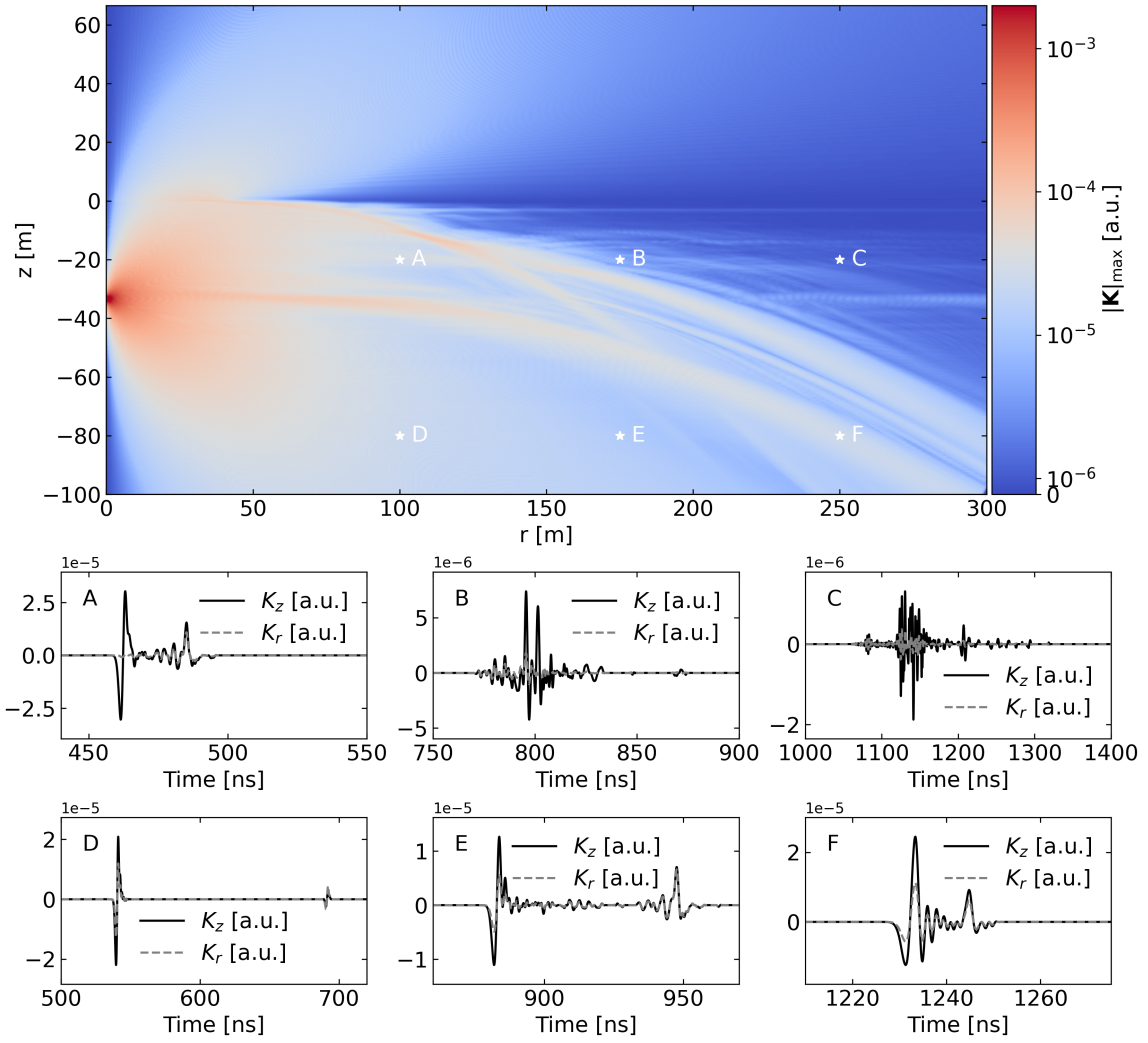 60
40
20
0
−20
−40
−60
−80
−100
z [m]
A
B
C
D
E
F
0
50
100
150
200
250
300
r [m]
10−3
10−4
10−5
10−6
0
|K|max [a.u.]
1e−5
A
Kz [a.u.]
Kr [a.u.]
2.5
0.0
−2.5
450
500
550
Time [ns]
1e−6
B
Kz [a.u.]
Kr [a.u.]
5
0
−5
750
800
850
900
Time [ns]
1e−6
C
Kz [a.u.]
Kr [a.u.]
0
−2
1000
1100
1200
1300
1400
Time [ns]
1e−5
D
Kz [a.u.]
Kr [a.u.]
2
0
−2
500
600
700
Time [ns]
1e−5
E
Kz [a.u.]
Kr [a.u.]
1
0
−1
900
950
Time [ns]
1e−5
F
Kz [a.u.]
Kr [a.u.]
2
0
1220
1240
1260
Time [ns]